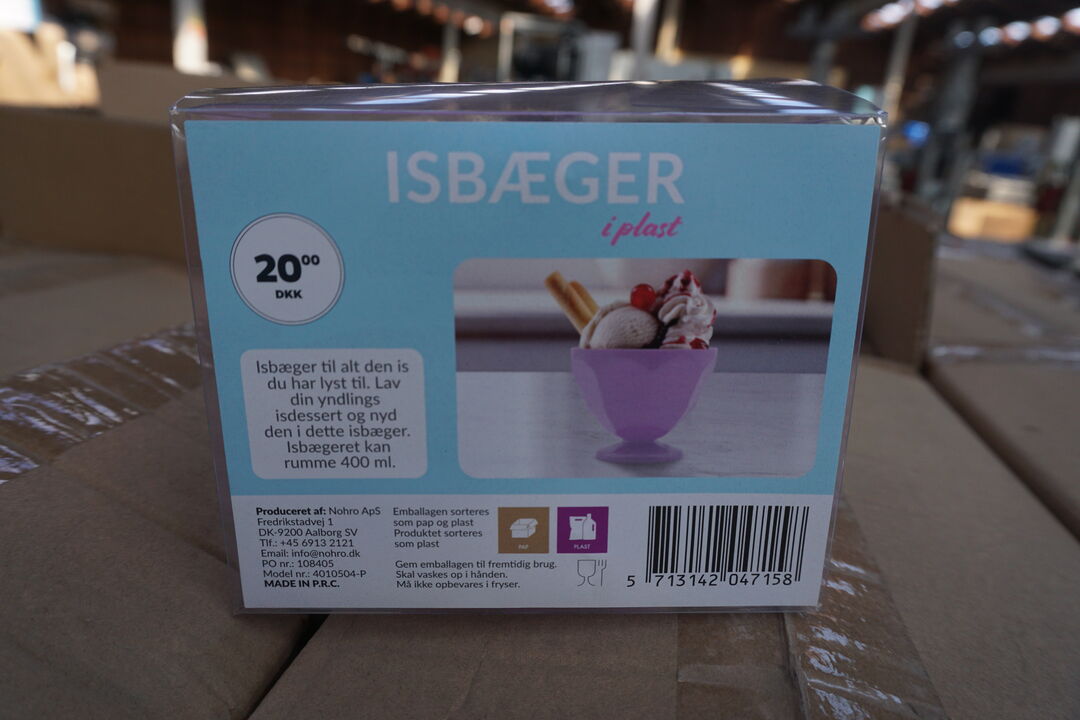 ISBÆGER
i plast
20⁰⁰
DKK
Isbæger til alt den is
du har lyst til. Lav
din yndlings
isdessert og nyd
den i dette isbæger.
Isbægeret kan
rumme 400 ml.
Produceret af: Nohro ApS
Fredrikstadvej 1
DK-9200 Aalborg SV
Tlf.: +45 6913 2121
Email: info@nohro.dk
PO nr.: 108405
Model nr.: 4010504-P
MADE IN P.R.C.
Emballagen sorteres
som pap og plast
Produktet sorteres
som plast
Gem emballagen til fremtidig brug.
Skal vaskes op i hånden.
Må ikke opbevares i fryser.
PAP
PLAST
5 713142 047158